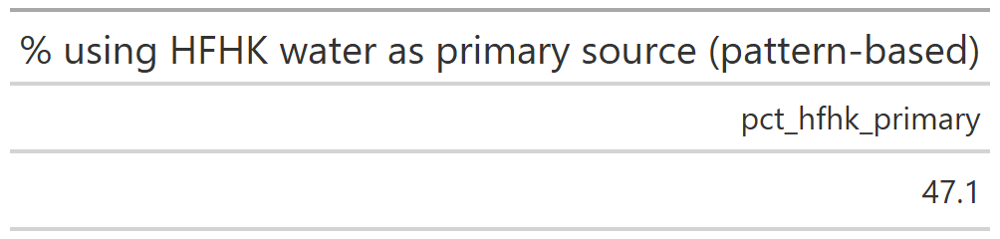 % using HFHK water as primary source (pattern-based)
pct_hfhk_primary
47.1